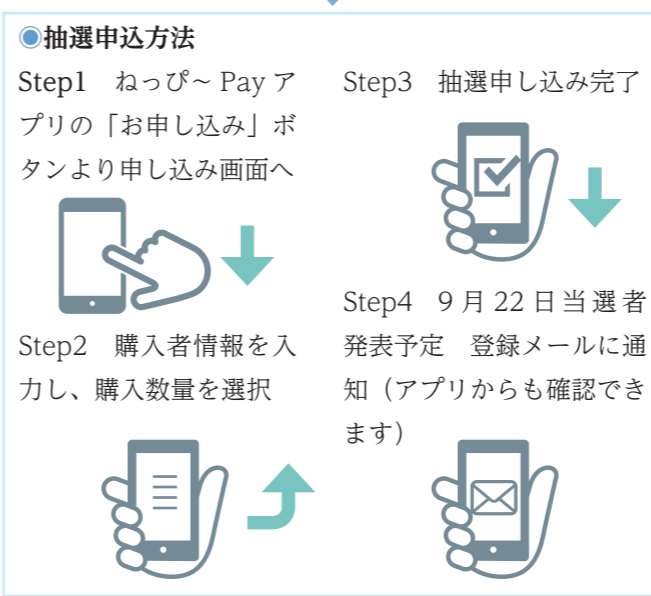 ◉抽選申込方法
Step1　ねっぴ～ Pay ア
プリの「お申し込み」ボ
タンより申し込み画面へ
Step2　購入者情報を入
力し、購入数量を選択
Step3　抽選申し込み完了
Step4　9月22日当選者
発表予定　登録メールに通
知（アプリからも確認でき
ます）